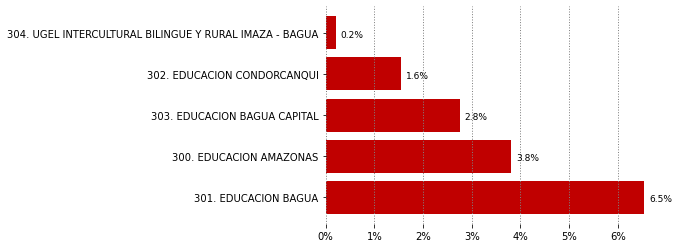 304. UGEL INTERCULTURAL BILINGUE Y RURAL IMAZA - BAGUA 0.2%
302. EDUCACION CONDORCANQUI 1.6%
303. EDUCACION BAGUA CAPITAL 2.8%
300. EDUCACION AMAZONAS 3.8%
301. EDUCACION BAGUA 6.5%
0% 1% 2% 3% 4% 5% 6%